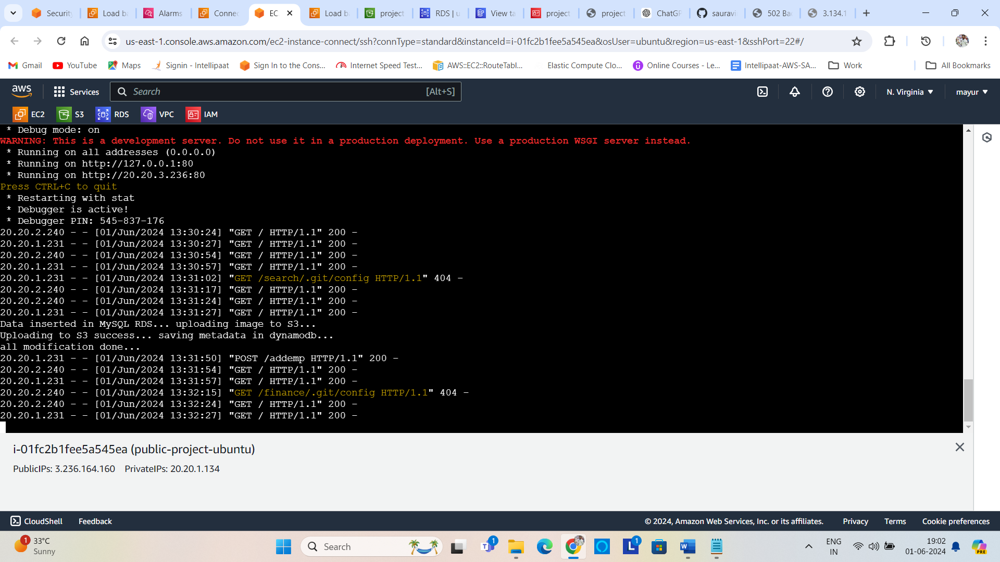 Security
Load ba
Alarms
Connec
EC
Load b
project
RDS | u
View ta
project
project
ChatGP
sauravi
502 Bad
3.134.1
us-east-1.console.aws.amazon.com/ec2-instance-connect/ssh?connType=standard&instanceId=i-01fc2b1fee5a545ea&osUser=ubuntu&region=us-east-1&sshPort=22#/
Gmail
YouTube
Maps
Signin - Intellipaat
Sign In to the Cons...
Internet Speed Test...
AWS::EC2::RouteTabl...
Elastic Compute Clo...
Online Courses - Le...
Intellipaat-AWS-SA...
Work
All Bookmarks
aws
Services
Search
[Alt+S]
N. Virginia
mayur
EC2
S3
RDS
VPC
IAM
* Debug mode: on
WARNING: This is a development server. Do not use it in a production deployment. Use a production WSGI server instead.
* Running on all addresses (0.0.0.0)
* Running on http://127.0.0.1:80
* Running on http://20.20.3.236:80
Press CTRL+C to quit
* Restarting with stat
* Debugger is active!
* Debugger PIN: 545-837-176
20.20.2.240 - - [01/Jun/2024 13:30:24] "GET / HTTP/1.1" 200 -
20.20.1.231 - - [01/Jun/2024 13:30:27] "GET / HTTP/1.1" 200 -
20.20.2.240 - - [01/Jun/2024 13:30:54] "GET / HTTP/1.1" 200 -
20.20.1.231 - - [01/Jun/2024 13:30:57] "GET / HTTP/1.1" 200 -
20.20.1.231 - - [01/Jun/2024 13:31:02] "GET /search/.git/config HTTP/1.1" 404 -
20.20.2.240 - - [01/Jun/2024 13:31:17] "GET / HTTP/1.1" 200 -
20.20.2.240 - - [01/Jun/2024 13:31:24] "GET / HTTP/1.1" 200 -
20.20.1.231 - - [01/Jun/2024 13:31:27] "GET / HTTP/1.1" 200 -
Data inserted in MySQL RDS... uploading image to S3...
Uploading to S3 success... saving metadata in dynamodb...
all modification done...
20.20.1.231 - - [01/Jun/2024 13:31:50] "POST /addemp HTTP/1.1" 200 -
20.20.2.240 - - [01/Jun/2024 13:31:54] "GET / HTTP/1.1" 200 -
20.20.1.231 - - [01/Jun/2024 13:31:57] "GET / HTTP/1.1" 200 -
20.20.2.240 - - [01/Jun/2024 13:32:15] "GET /finance/.git/config HTTP/1.1" 404 -
20.20.2.240 - - [01/Jun/2024 13:32:24] "GET / HTTP/1.1" 200 -
20.20.1.231 - - [01/Jun/2024 13:32:27] "GET / HTTP/1.1" 200 -
i-01fc2b1fee5a545ea (public-project-ubuntu)
PublicIPs: 3.236.164.160 PrivateIPs: 20.20.1.134
CloudShell
Feedback
© 2024, Amazon Web Services, Inc. or its affiliates.
Privacy
Terms
Cookie preferences
1
33°C
Sunny
Search
1
1
ENG
IN
19:02
01-06-2024
PRE